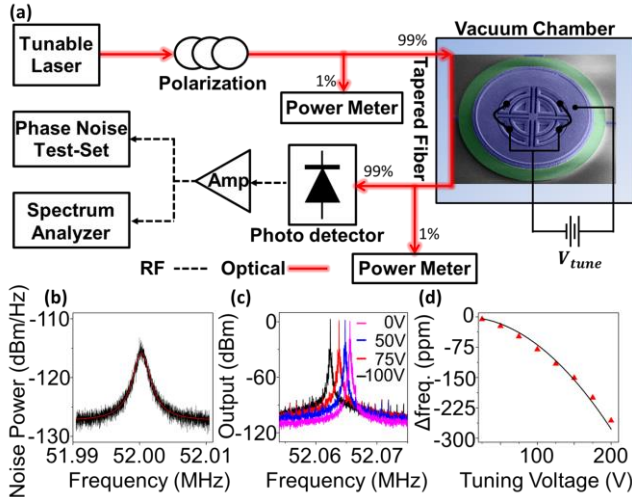 (a)
Tunable
Laser
Polarization
99%
1%
Power Meter
Vacuum Chamber
Tapered Fiber
Phase Noise
Test-Set
Spectrum
Analyzer
Amp
Photo detector
99%
1%
Power Meter
V_tune
RF
Optical
(b)
Noise Power (dBm/Hz)
-110
-120
-130
51.99 52.00 52.01
Frequency (MHz)
(c)
Output (dBm)
0
-40
-80
-120
0V
50V
75V
100V
52.06 52.07
Frequency (MHz)
(d)
Δfreq. (ppm)
0
-75
-150
-225
-300
0 100 200
Tuning Voltage (V)